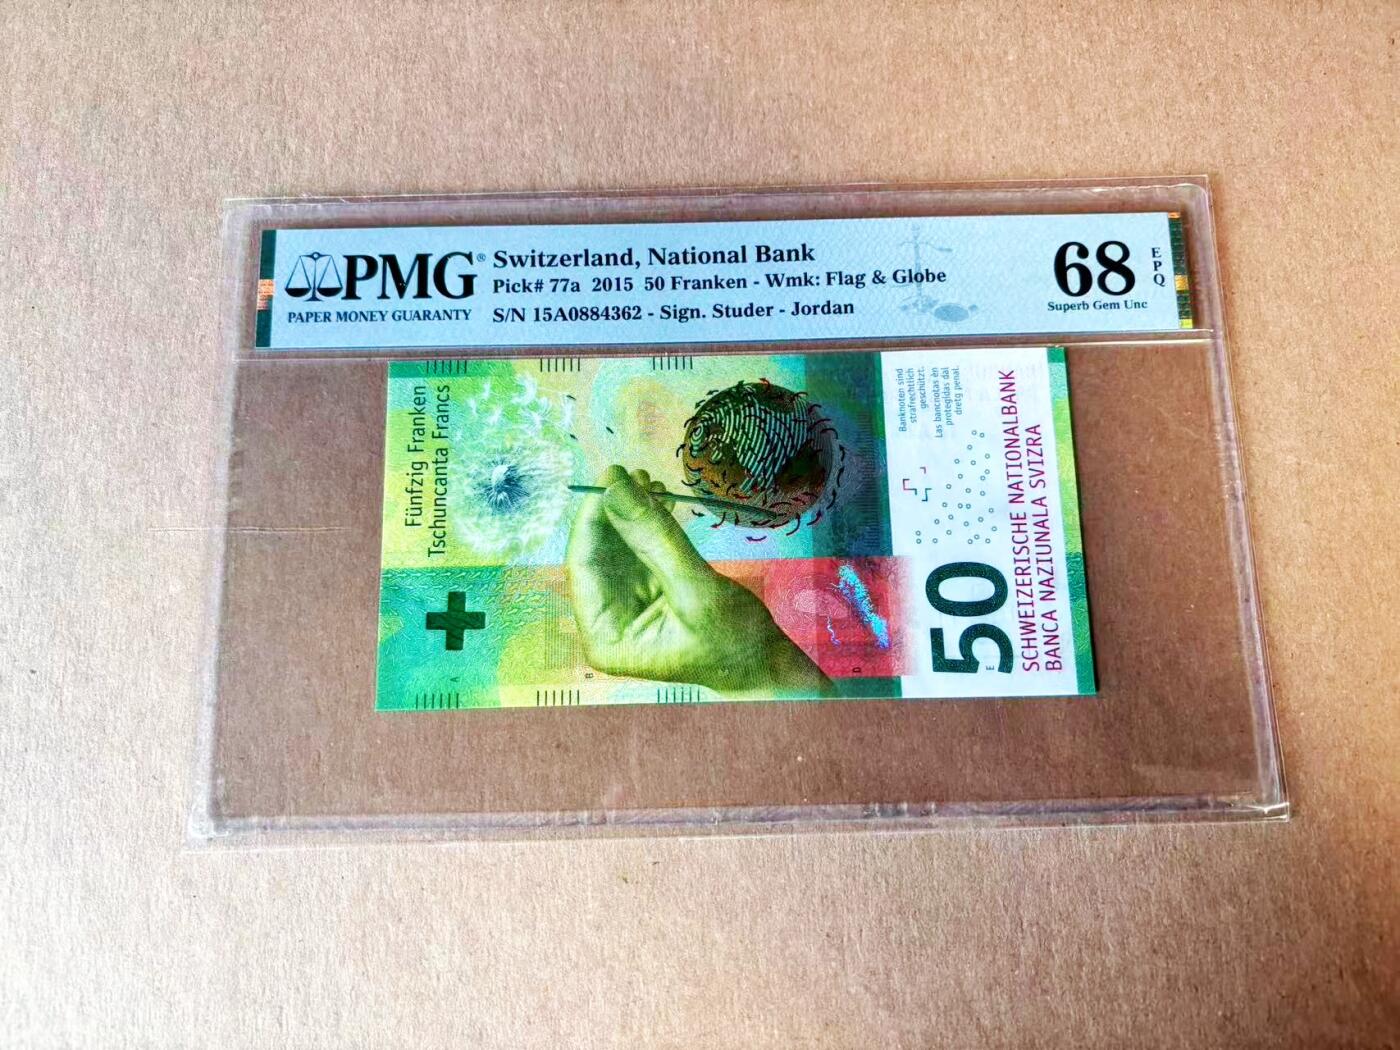 PMG®
PAPER MONEY GUARANTY
Switzerland, National Bank
Pick# 77a 2015 50 Franken - Wmk: Flag & Globe
S/N 15A0884362 - Sign. Studer - Jordan
68
EPQ
Superb Gem Unc
Fünfzig Franken
Tschuncanta Francs
Banknoten sind
strafrechtlich
geschützt.
Las bancnotas èn
protegidas dal
dretg penal.
50
SCHWEIZERISCHE NATIONALBANK
BANCA NAZIUNALA SVIZRA
A
B
C
D
E